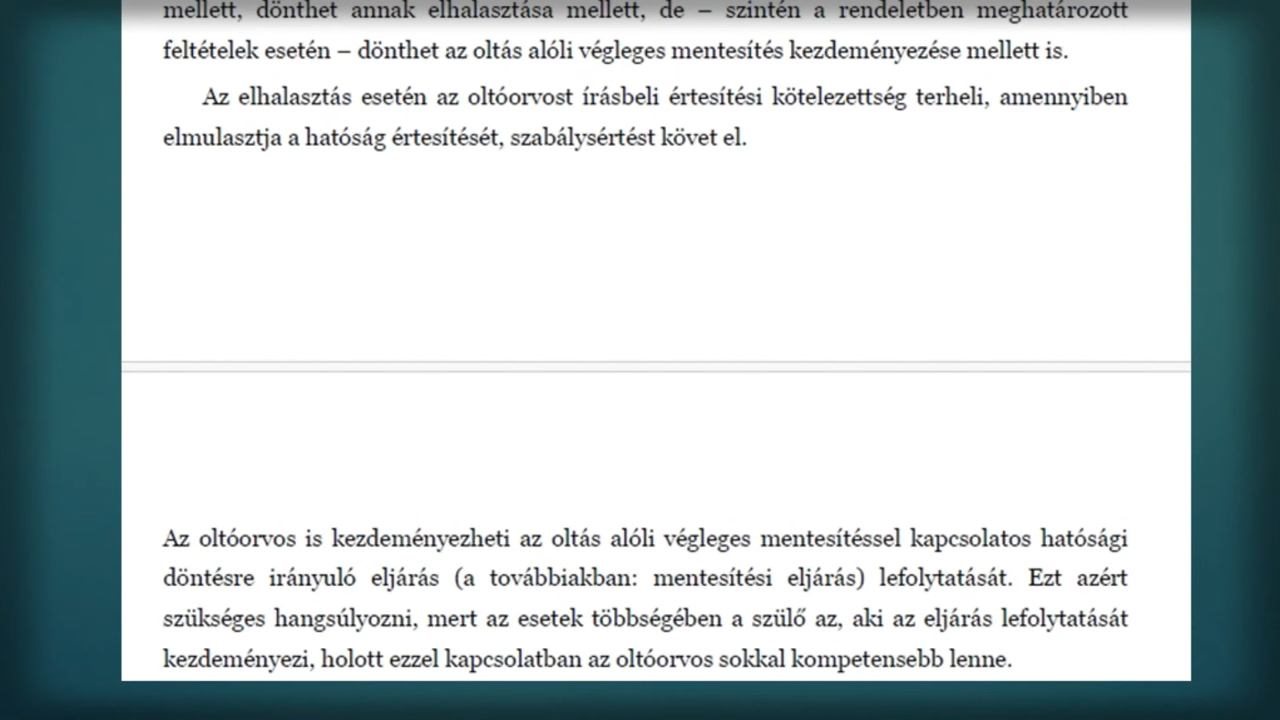 mellett, dönthet annak elhalasztása mellett, de – szintén a rendeletben meghatározott
feltételek esetén – dönthet az oltás alóli végleges mentesítés kezdeményezése mellett is.
Az elhalasztás esetén az oltóorvost írásbeli értesítési kötelezettség terheli, amennyiben
elmulasztja a hatóság értesítését, szabálysértést követ el.
Az oltóorvos is kezdeményezheti az oltás alóli végleges mentesítéssel kapcsolatos hatósági
döntésre irányuló eljárás (a továbbiakban: mentesítési eljárás) lefolytatását. Ezt azért
szükséges hangsúlyozni, mert az esetek többségében a szülő az, aki az eljárás lefolytatását
kezdeményezi, holott ezzel kapcsolatban az oltóorvos sokkal kompetensebb lenne.